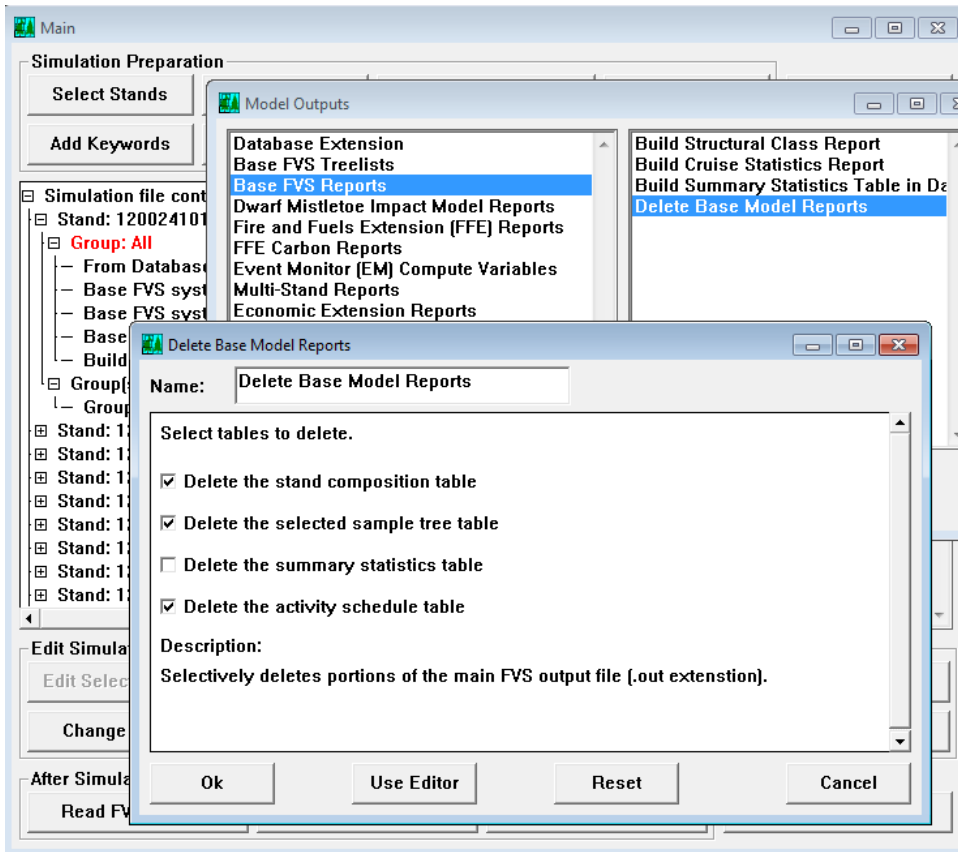 Main
Simulation Preparation
Select Stands
Add Keywords
Simulation file cont
Stand: 120024101
Group: All
From Databas
Base FVS syst
Base FVS syst
Base
Build
Group(
Group
Stand: 1
Stand: 1
Stand: 1
Stand: 1
Stand: 1
Stand: 1
Stand: 1
Stand: 1
Edit Simula
Edit Selec
Change
After Simula
Read FV
Model Outputs
Database Extension
Base FVS Treelists
Base FVS Reports
Dwarf Mistletoe Impact Model Reports
Fire and Fuels Extension (FFE) Reports
FFE Carbon Reports
Event Monitor (EM) Compute Variables
Multi-Stand Reports
Economic Extension Reports
Build Structural Class Report
Build Cruise Statistics Report
Build Summary Statistics Table in Da
Delete Base Model Reports
Delete Base Model Reports
Name: Delete Base Model Reports
Select tables to delete.
Delete the stand composition table
Delete the selected sample tree table
Delete the summary statistics table
Delete the activity schedule table
Description:
Selectively deletes portions of the main FVS output file (.out extenstion).
Ok Use Editor Reset Cancel